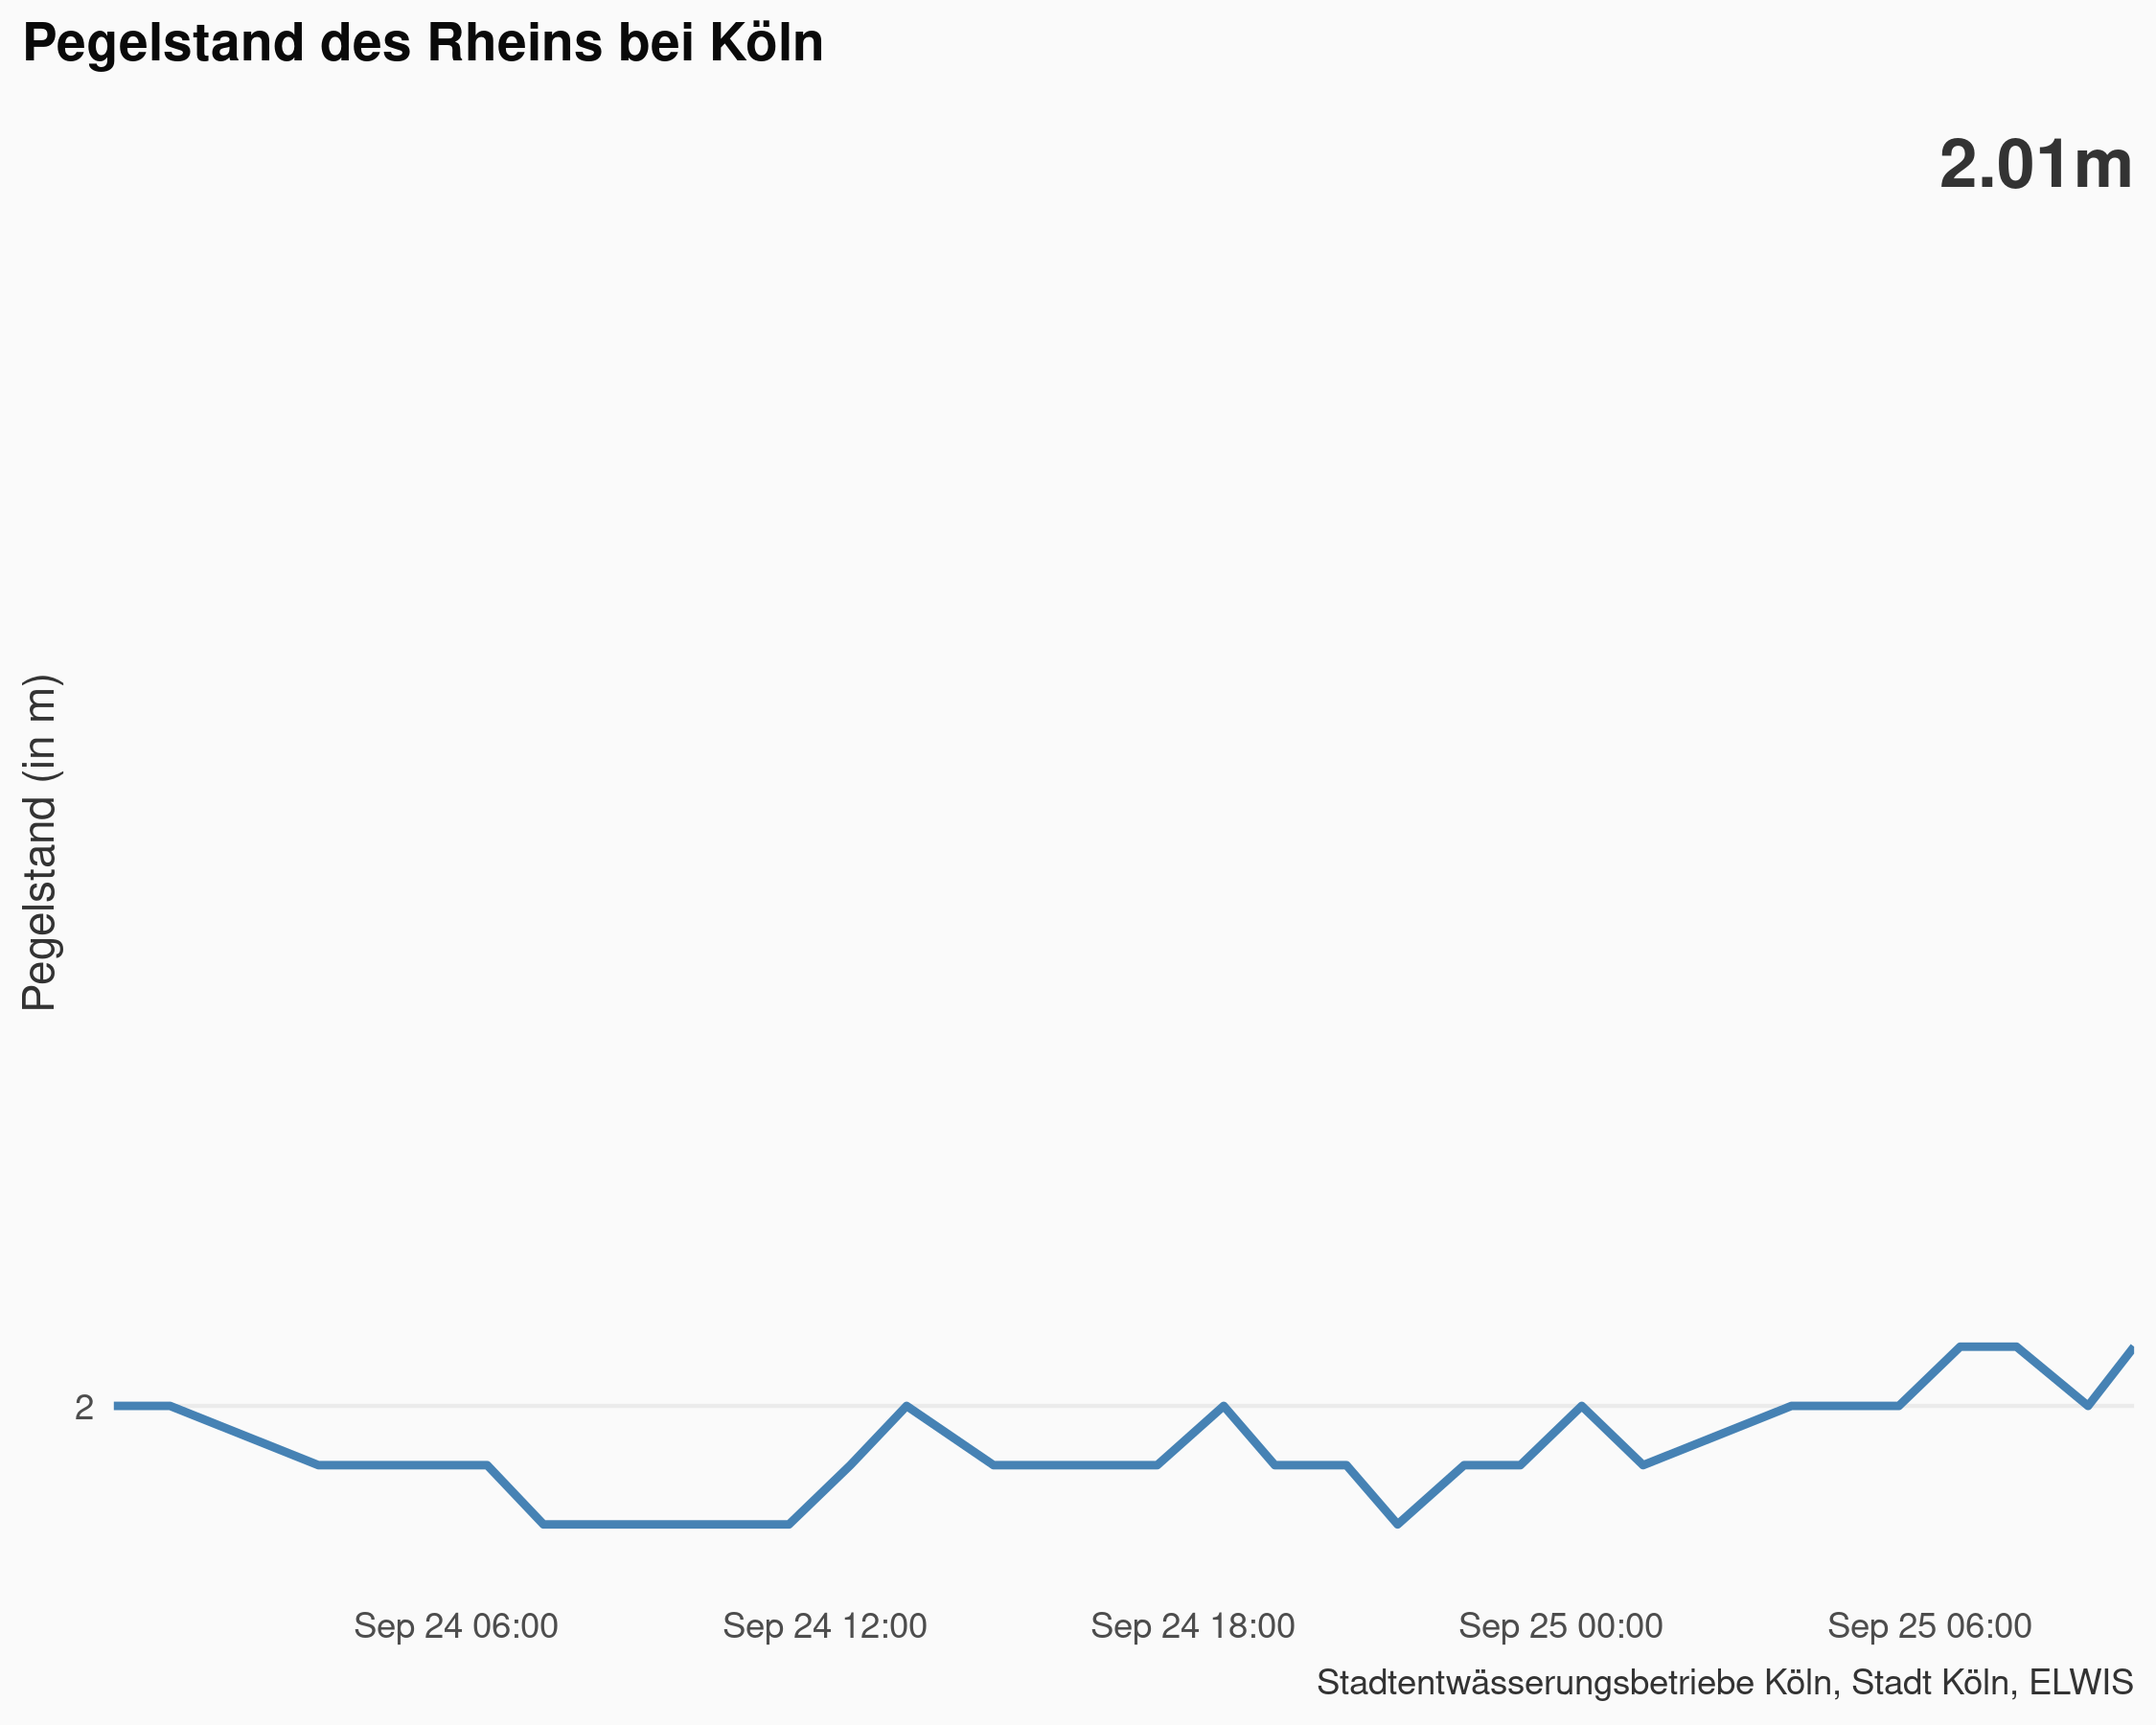 Pegelstand des Rheins bei Köln
2.01m
Pegelstand (in m)
2
Sep 24 06:00
Sep 24 12:00
Sep 24 18:00
Sep 25 00:00
Sep 25 06:00
Stadtentwässerungsbetriebe Köln, Stadt Köln, ELWIS